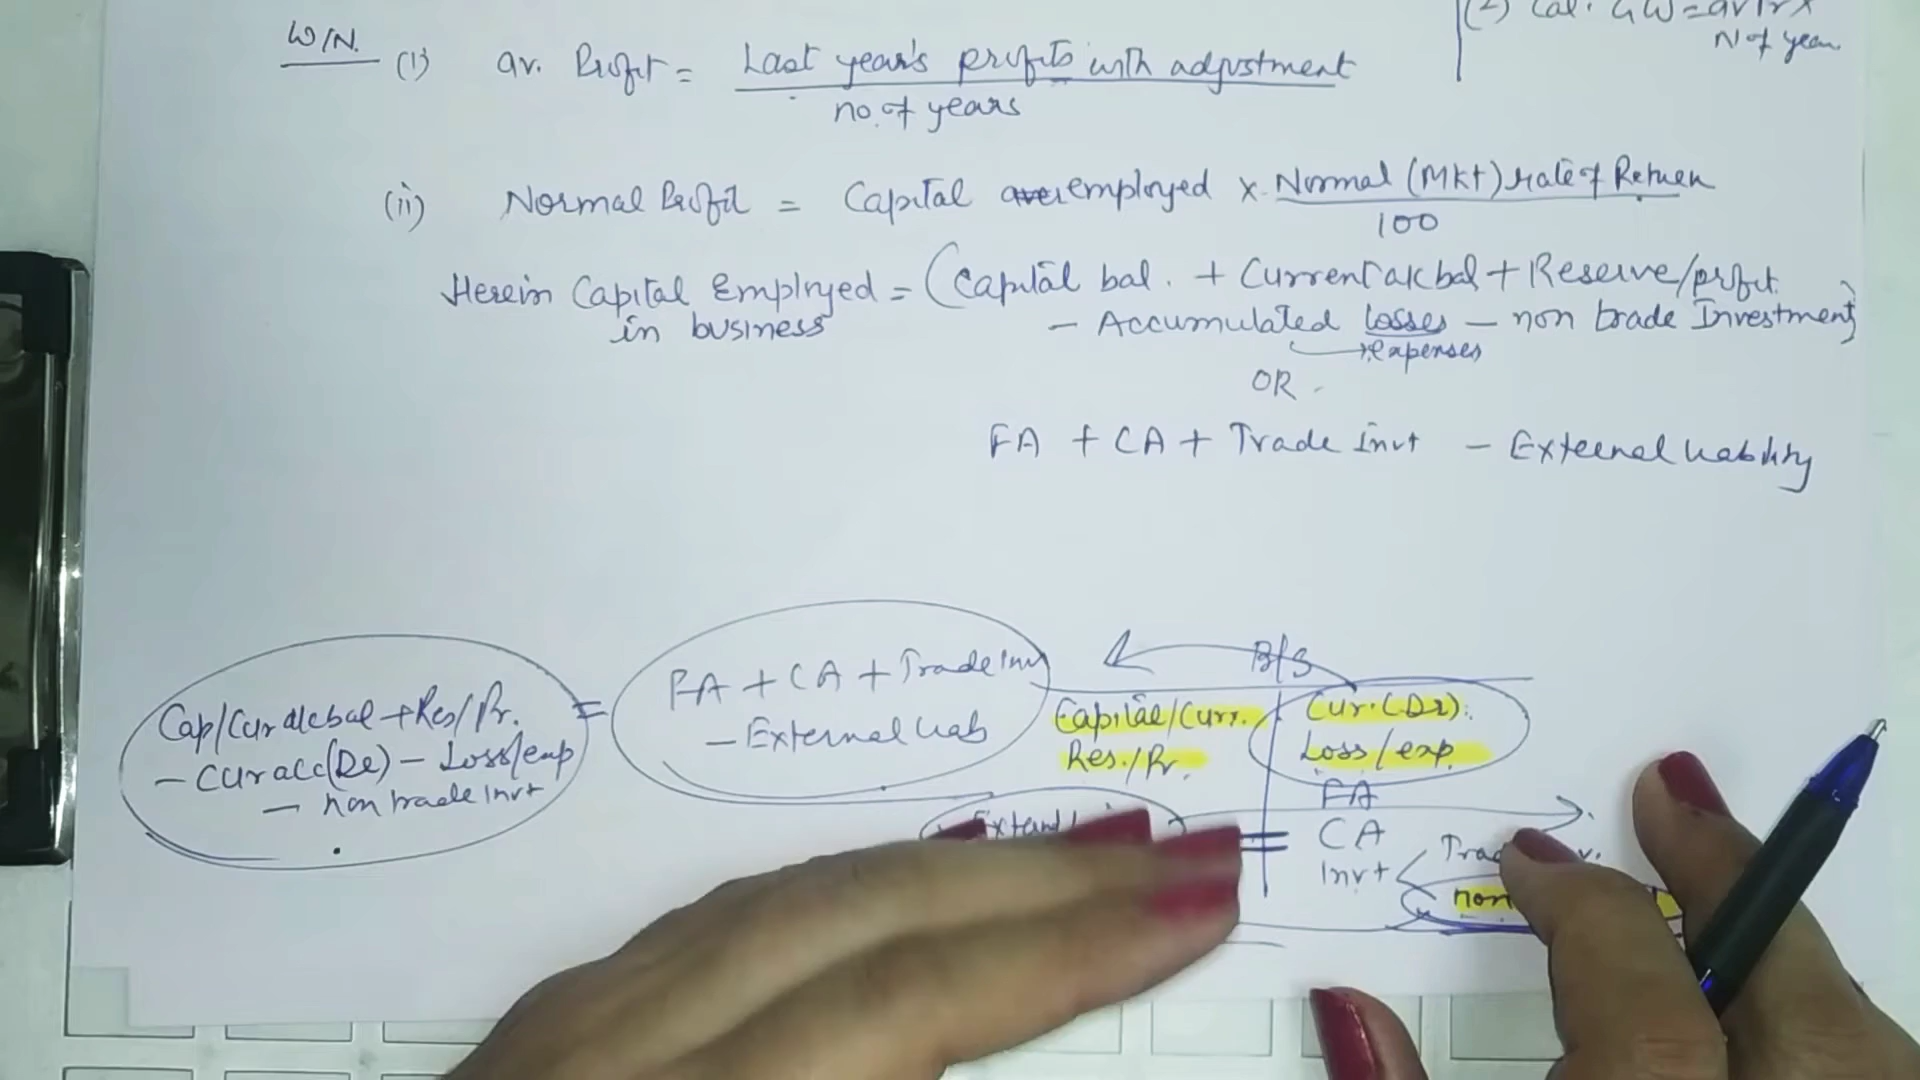 (2) Cal. GW = av Pr x
N of year
W/N.
(i) av. Profit = Last year's profits with adjustment
no. of years
(ii) Normal Profit = Capital employed x Normal (Mkt) rate of Return
100
Herein Capital Employed = (Capital bal. + Current a/c bal + Reserve/profit
in business - Accumulated losses - non trade Investment)
→ expenses
OR
FA + CA + Trade Invt - External liability
B/S
Cap/Cur a/c bal + Res/Pr. = FA + CA + Trade Inv
- Cur acc (Dr) - Loss/exp - External liab
- non trade Invt
Capital/Curr. Cur. (Dr).
Res./Pr. Loss/exp.
FA
CA
Invt
non